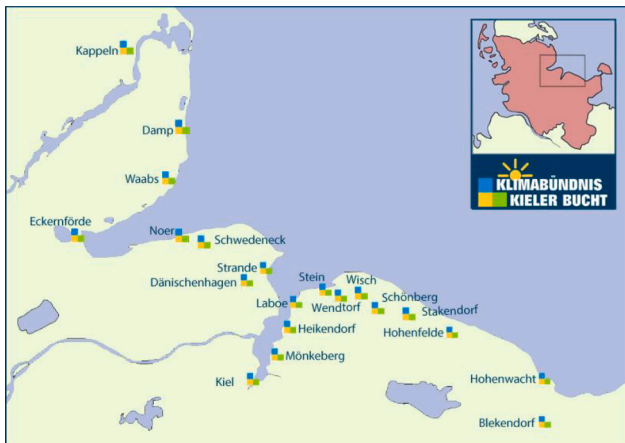 Kappeln
Damp
Waabs
Eckernförde
Noer
Schwedeneck
Strande
Dänischenhagen
Stein
Wisch
Laboe
Wendtorf
Schönberg
Stakendorf
Heikendorf
Hohenfelde
Mönkeberg
Kiel
Hohenwacht
Blekendorf
KLIMABÜNDNIS
KIELER BUCHT